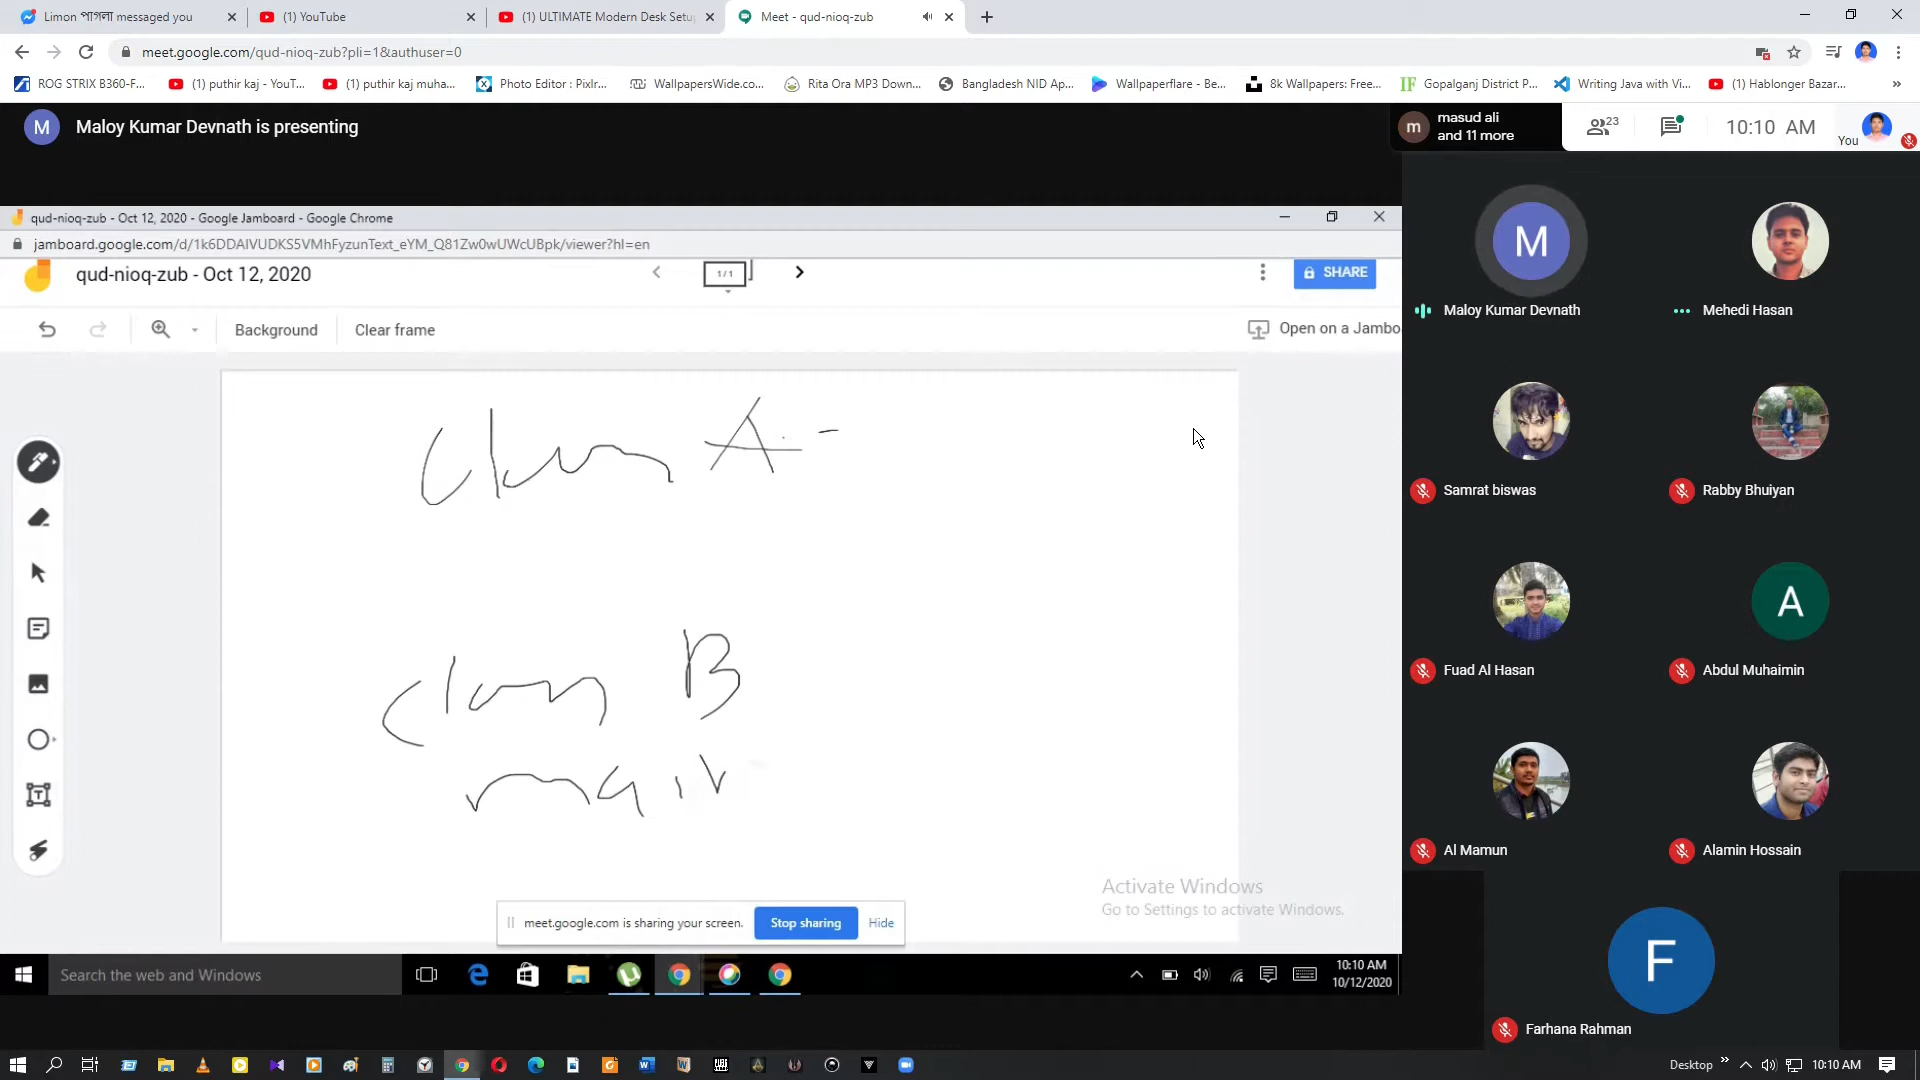 Limon পাগলা messaged you
(1) YouTube
(1) ULTIMATE Modern Desk Setu
Meet - qud-nioq-zub
meet.google.com/qud-nioq-zub?pli=1&authuser=0
ROG STRIX B360-F...
(1) puthir kaj - YouT...
(1) puthir kaj muha...
Photo Editor : Pixlr...
WallpapersWide.co...
Rita Ora MP3 Down...
Bangladesh NID Ap...
Wallpaperflare - Be...
8k Wallpapers: Free...
Gopalganj District P...
Writing Java with Vi...
(1) Hablonger Bazar...
M
Maloy Kumar Devnath is presenting
m
masud ali
and 11 more
23
10:10 AM
You
qud-nioq-zub - Oct 12, 2020 - Google Jamboard - Google Chrome
jamboard.google.com/d/1k6DDAIVUDKS5VMhFyzunText_eYM_Q81Zw0wUWcUBpk/viewer?hl=en
qud-nioq-zub - Oct 12, 2020
1/1
SHARE
Background
Clear frame
Open on a Jambo
Class A
Class B
main
Activate Windows
Go to Settings to activate Windows.
meet.google.com is sharing your screen.
Stop sharing
Hide
Search the web and Windows
10:10 AM
10/12/2020
M
Maloy Kumar Devnath
Mehedi Hasan
Samrat biswas
Rabby Bhuiyan
Fuad Al Hasan
A
Abdul Muhaimin
Al Mamun
Alamin Hossain
F
Farhana Rahman
Desktop
10:10 AM